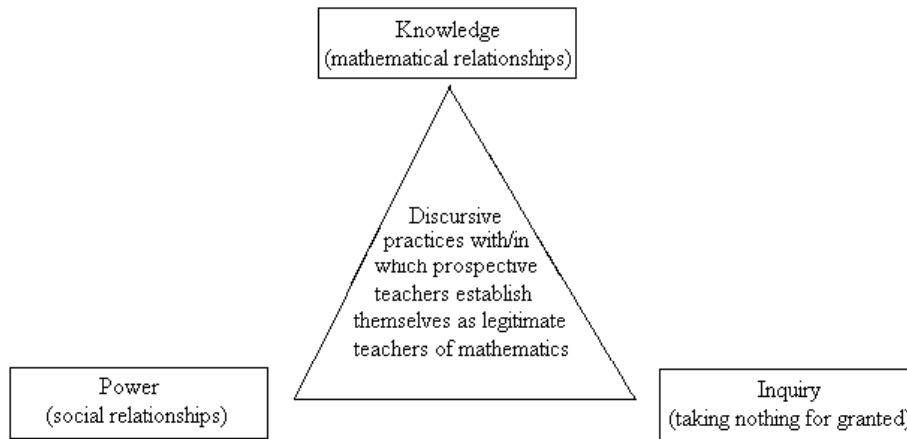 Knowledge
(mathematical relationships)
Discursive
practices with/in
which prospective
teachers establish
themselves as legitimate
teachers of mathematics
Power
(social relationships)
Inquiry
(taking nothing for granted)